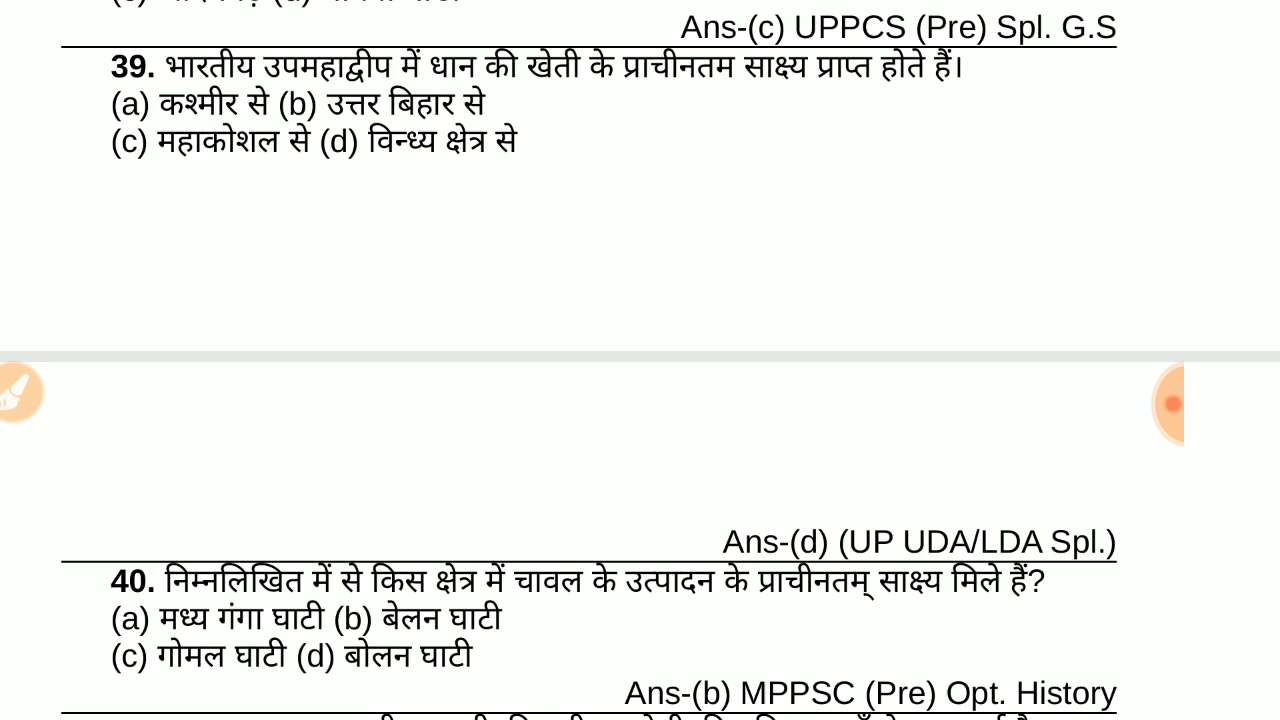 Ans-(c) UPPCS (Pre) Spl. G.S
39. भारतीय उपमहाद्वीप में धान की खेती के प्राचीनतम साक्ष्य प्राप्त होते हैं।
(a) कश्मीर से (b) उत्तर बिहार से
(c) महाकोशल से (d) विन्ध्य क्षेत्र से
Ans-(d) (UP UDA/LDA Spl.)
40. निम्नलिखित में से किस क्षेत्र में चावल के उत्पादन के प्राचीनतम् साक्ष्य मिले हैं?
(a) मध्य गंगा घाटी (b) बेलन घाटी
(c) गोमल घाटी (d) बोलन घाटी
Ans-(b) MPPSC (Pre) Opt. History